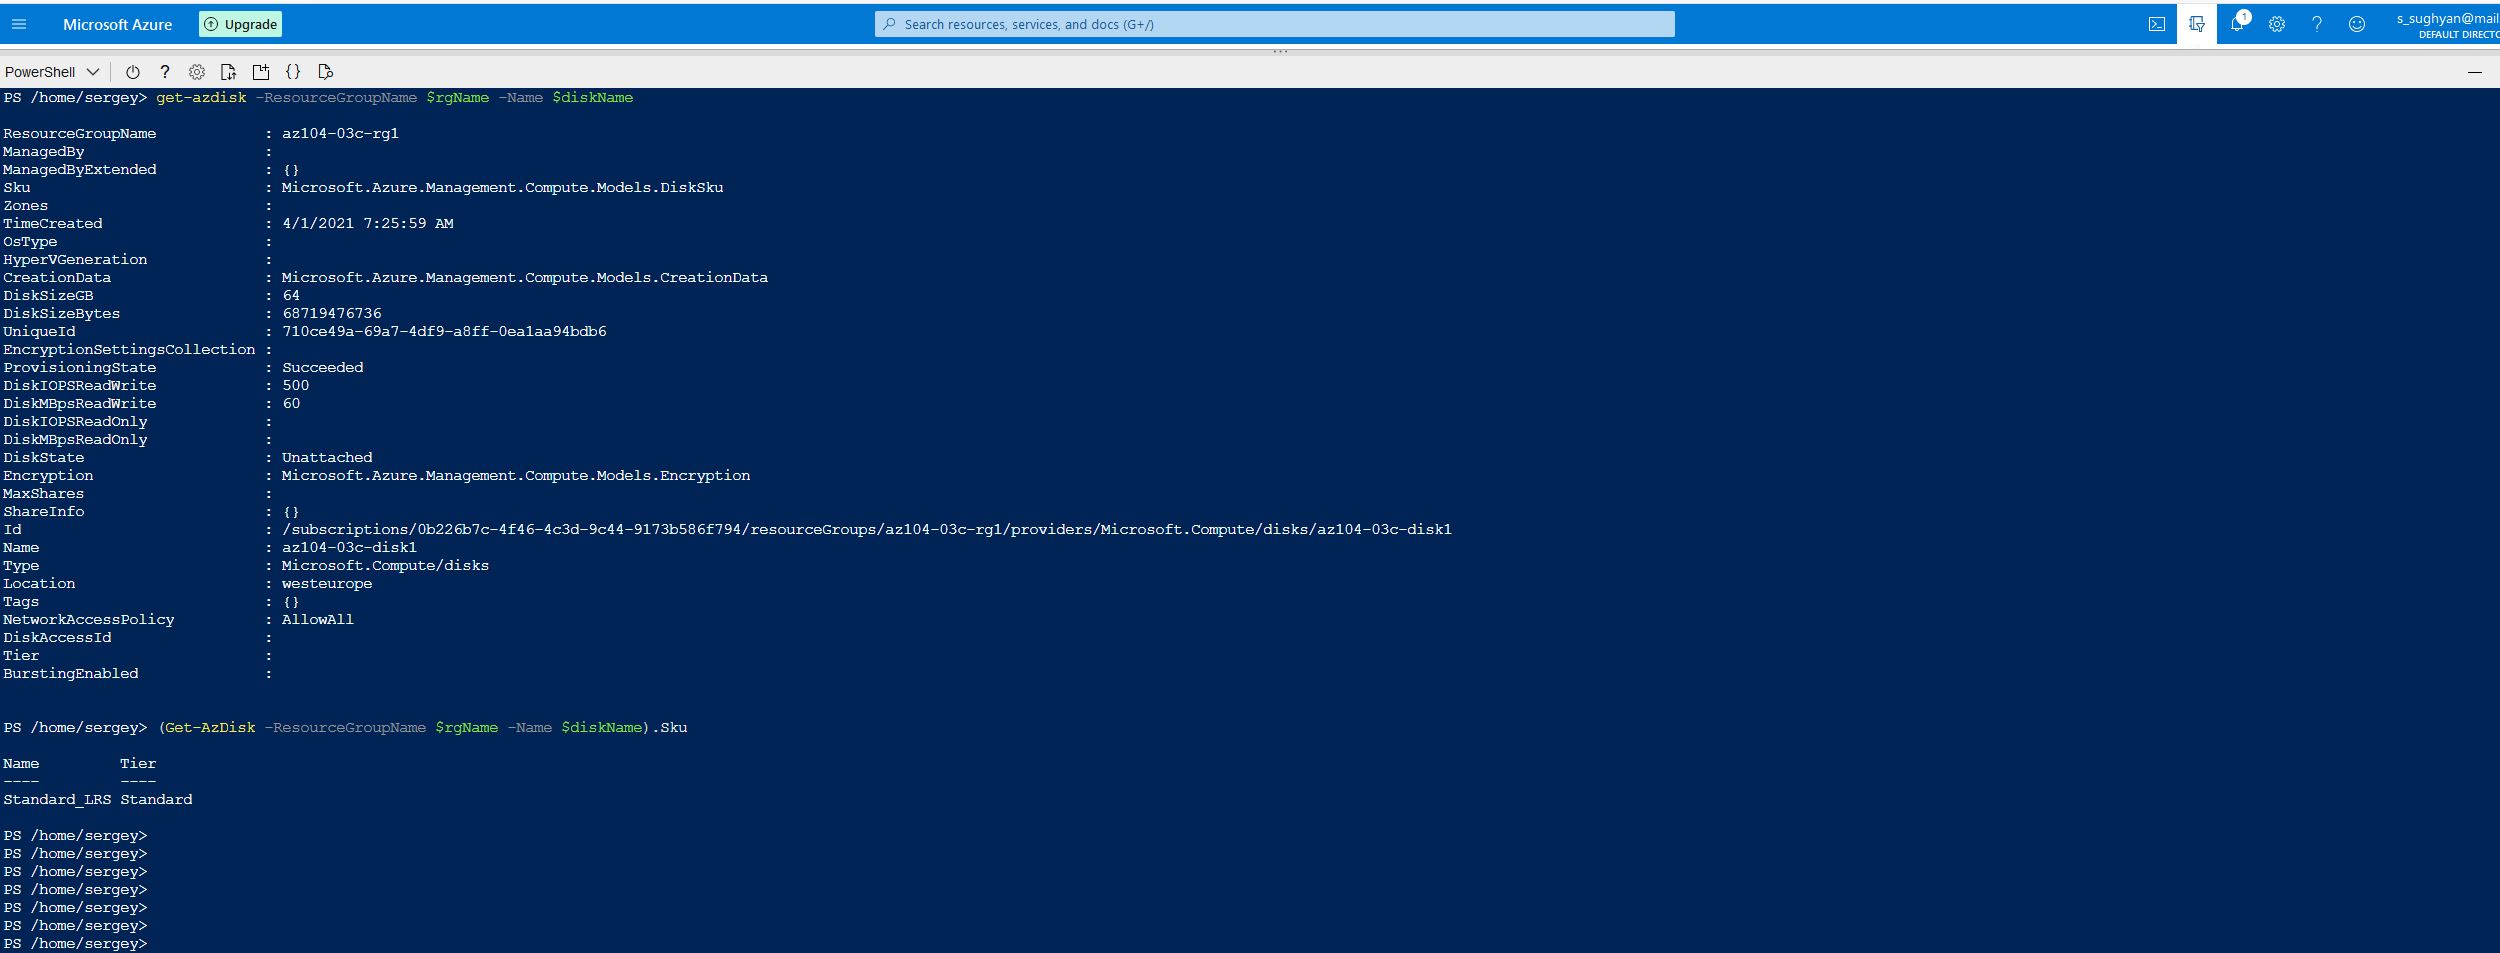 Microsoft Azure
Upgrade
Search resources, services, and docs (G+/)
1
s_sughyan@mail
DEFAULT DIRECTO
PowerShell
PS /home/sergey> get-azdisk -ResourceGroupName $rgName -Name $diskName
ResourceGroupName : az104-03c-rg1
ManagedBy :
ManagedByExtended : {}
Sku : Microsoft.Azure.Management.Compute.Models.DiskSku
Zones :
TimeCreated : 4/1/2021 7:25:59 AM
OsType :
HyperVGeneration :
CreationData : Microsoft.Azure.Management.Compute.Models.CreationData
DiskSizeGB : 64
DiskSizeBytes : 68719476736
UniqueId : 710ce49a-69a7-4df9-a8ff-0ea1aa94bdb6
EncryptionSettingsCollection :
ProvisioningState : Succeeded
DiskIOPSReadWrite : 500
DiskMBpsReadWrite : 60
DiskIOPSReadOnly :
DiskMBpsReadOnly :
DiskState : Unattached
Encryption : Microsoft.Azure.Management.Compute.Models.Encryption
MaxShares :
ShareInfo : {}
Id : /subscriptions/0b226b7c-4f46-4c3d-9c44-9173b586f794/resourceGroups/az104-03c-rg1/providers/Microsoft.Compute/disks/az104-03c-disk1
Name : az104-03c-disk1
Type : Microsoft.Compute/disks
Location : westeurope
Tags : {}
NetworkAccessPolicy : AllowAll
DiskAccessId :
Tier :
BurstingEnabled :
PS /home/sergey> (Get-AzDisk -ResourceGroupName $rgName -Name $diskName).Sku
Name Tier
---- ----
Standard_LRS Standard
PS /home/sergey>
PS /home/sergey>
PS /home/sergey>
PS /home/sergey>
PS /home/sergey>
PS /home/sergey>
PS /home/sergey>